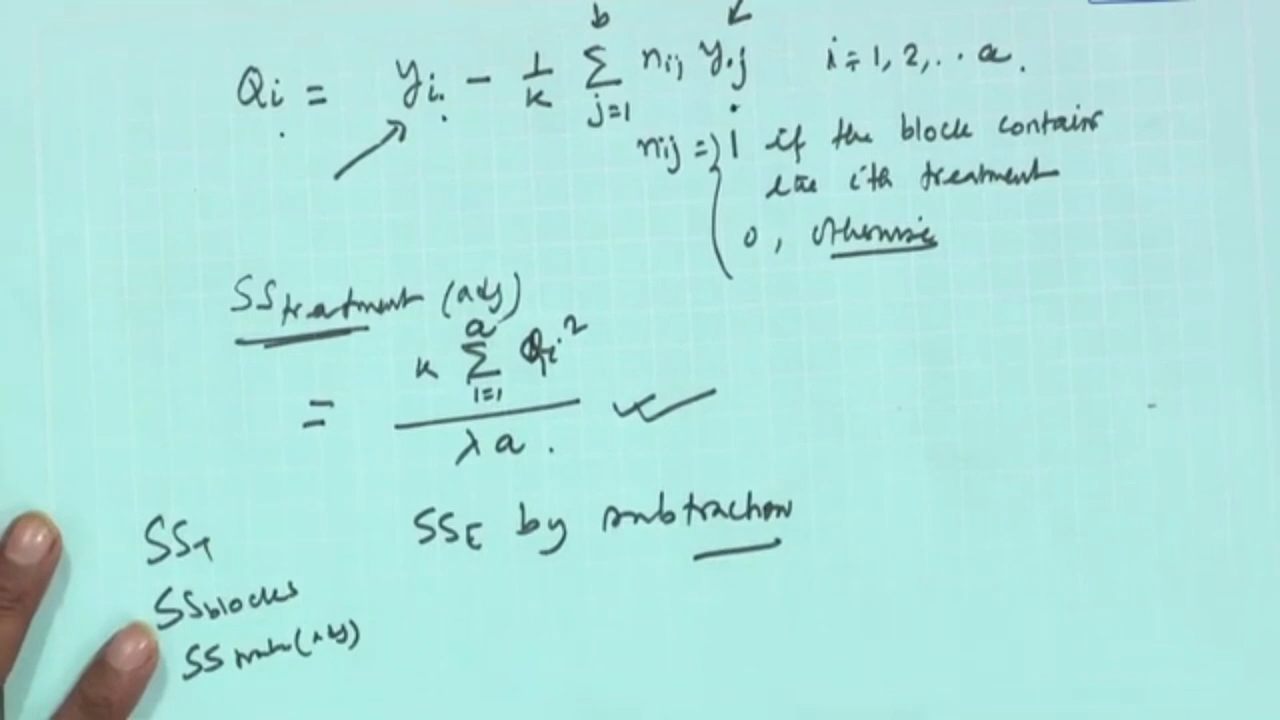 Qi = yi. - 1/k Σ_{j=1}^{b} nij y.j i = 1, 2, .. a.
nij = { 1 if the block contains
the ith treatment
0, otherwise
SStreatment (adj)
= k Σ_{i=1}^{a} Qi² / λa.
SST SSE by subtraction
SSblocks
SS (adj)